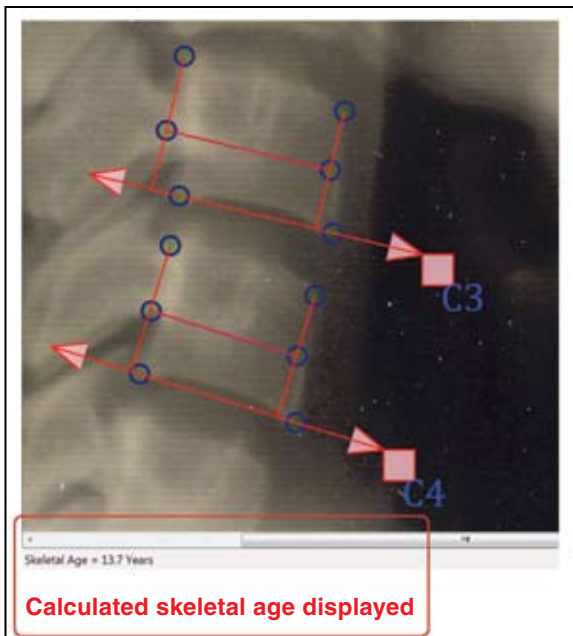 C3
C4
Skeletal Age = 13.7 Years
Calculated skeletal age displayed